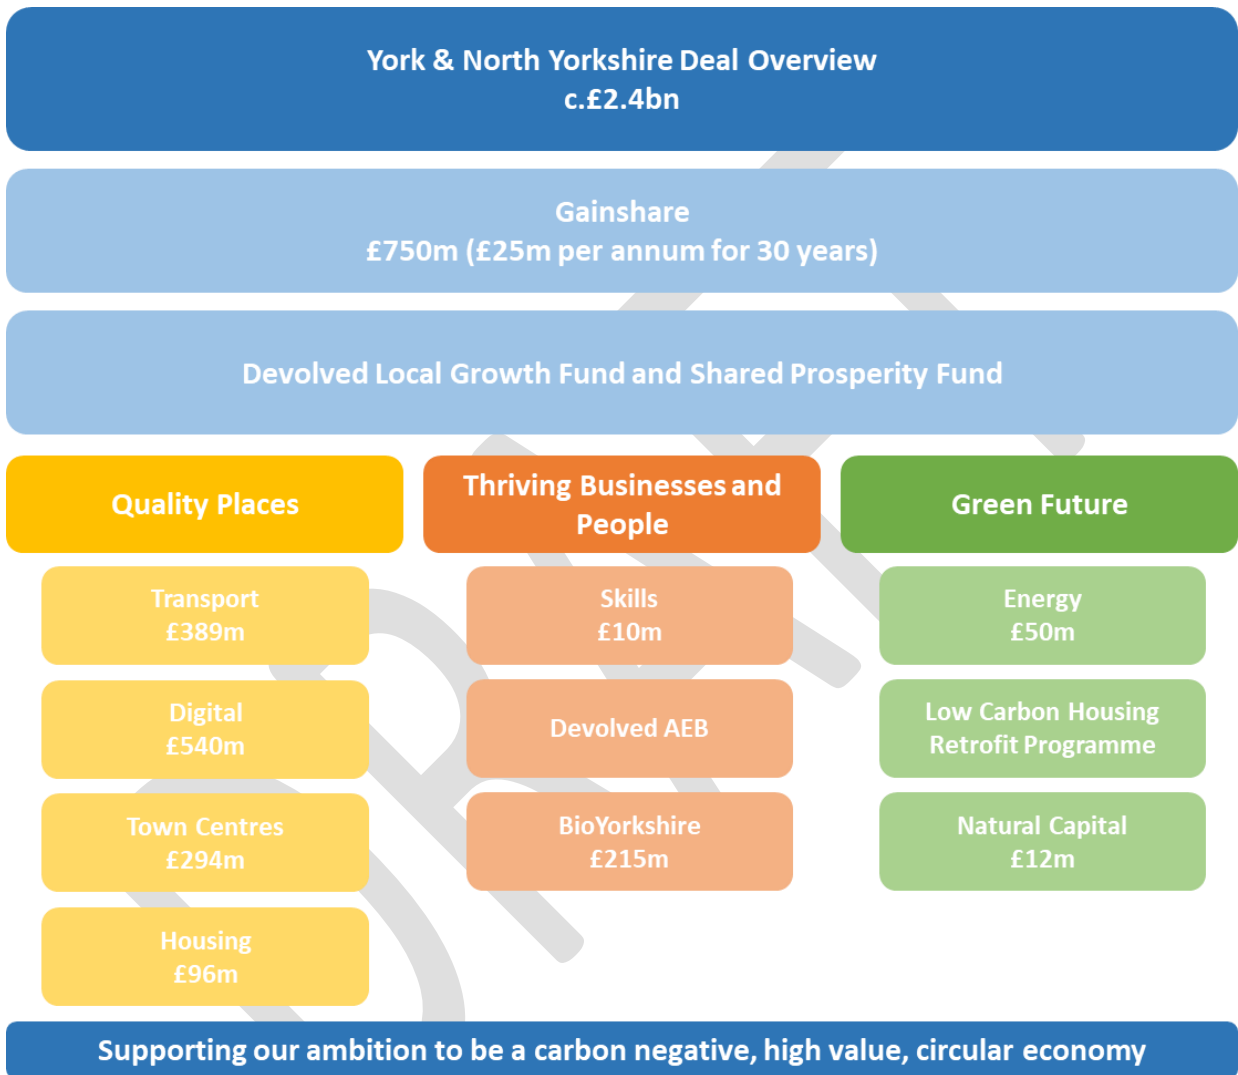 York & North Yorkshire Deal Overview
c.£2.4bn
Gainshare
£750m (£25m per annum for 30 years)
Devolved Local Growth Fund and Shared Prosperity Fund
Quality Places
Transport
£389m
Digital
£540m
Town Centres
£294m
Housing
£96m
Thriving Businesses and
People
Skills
£10m
Devolved AEB
BioYorkshire
£215m
Green Future
Energy
£50m
Low Carbon Housing
Retrofit Programme
Natural Capital
£12m
Supporting our ambition to be a carbon negative, high value, circular economy
DRAFT